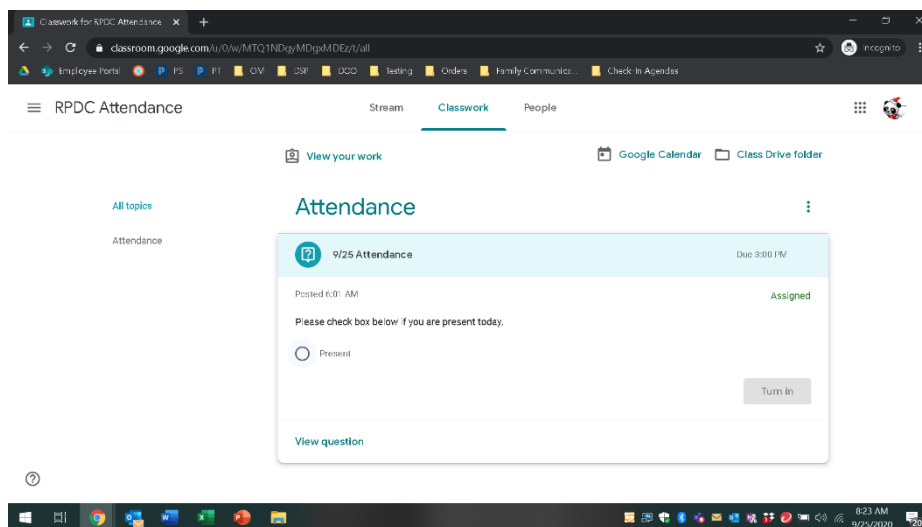 Classwork for RPDC Attendance
classroom.google.com/u/0/w/MTQ1NDgyMDgxMDEz/t/all
Incognito
Employee Portal PS PT OM DSP DCO Testing Orders Family Communica... Check In Agendas
RPDC Attendance
Stream Classwork People
View your work
Google Calendar Class Drive folder
All topics
Attendance
Attendance
9/25 Attendance
Due 3:00 PM
Posted 6:01 AM
Assigned
Please check box below if you are present today.
Present
Turn in
View question
8:23 AM
9/25/2020